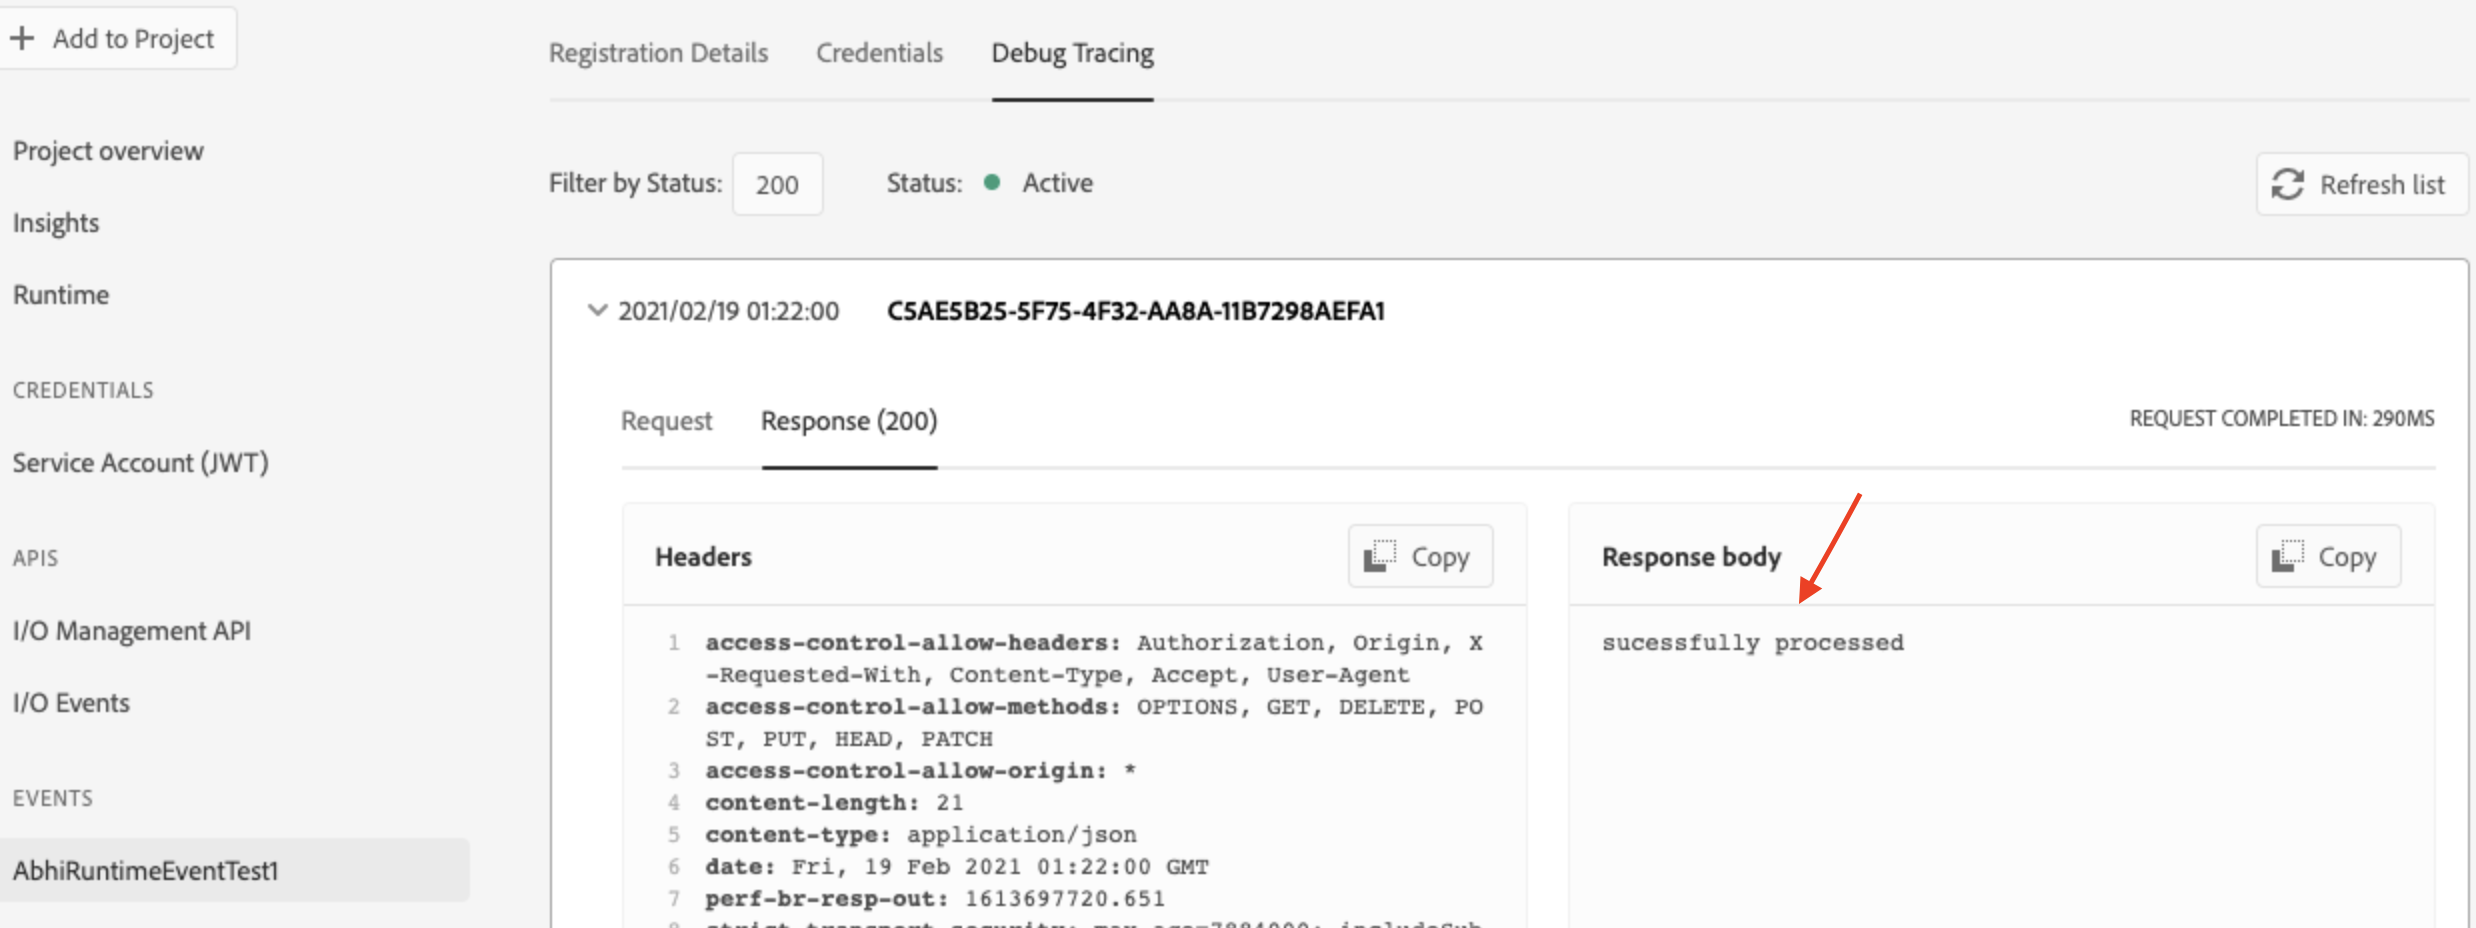 Add to Project
Project overview
Insights
Runtime
CREDENTIALS
Service Account (JWT)
APIS
I/O Management API
I/O Events
EVENTS
AbhiRuntimeEventTest1
Registration Details Credentials Debug Tracing
Filter by Status: 200 Status: Active Refresh list
2021/02/19 01:22:00 C5AE5B25-5F75-4F32-AA8A-11B7298AEFA1
Request Response (200) REQUEST COMPLETED IN: 290MS
Headers Copy
1 access-control-allow-headers: Authorization, Origin, X
-Requested-With, Content-Type, Accept, User-Agent
2 access-control-allow-methods: OPTIONS, GET, DELETE, PO
ST, PUT, HEAD, PATCH
3 access-control-allow-origin: *
4 content-length: 21
5 content-type: application/json
6 date: Fri, 19 Feb 2021 01:22:00 GMT
7 perf-br-resp-out: 1613697720.651
Response body Copy
sucessfully processed